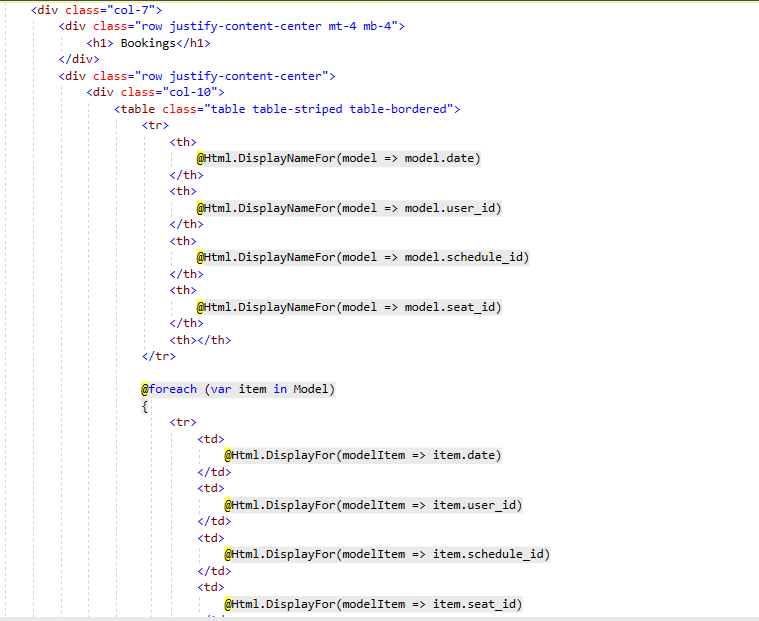 <div class="col-7">
<div class="row justify-content-center mt-4 mb-4">
<h1> Bookings</h1>
</div>
<div class="row justify-content-center">
<div class="col-10">
<table class="table table-striped table-bordered">
<tr>
<th>
@Html.DisplayNameFor(model => model.date)
</th>
<th>
@Html.DisplayNameFor(model => model.user_id)
</th>
<th>
@Html.DisplayNameFor(model => model.schedule_id)
</th>
<th>
@Html.DisplayNameFor(model => model.seat_id)
</th>
<th></th>
</tr>
@foreach (var item in Model)
{
<tr>
<td>
@Html.DisplayFor(modelItem => item.date)
</td>
<td>
@Html.DisplayFor(modelItem => item.user_id)
</td>
<td>
@Html.DisplayFor(modelItem => item.schedule_id)
</td>
<td>
@Html.DisplayFor(modelItem => item.seat_id)